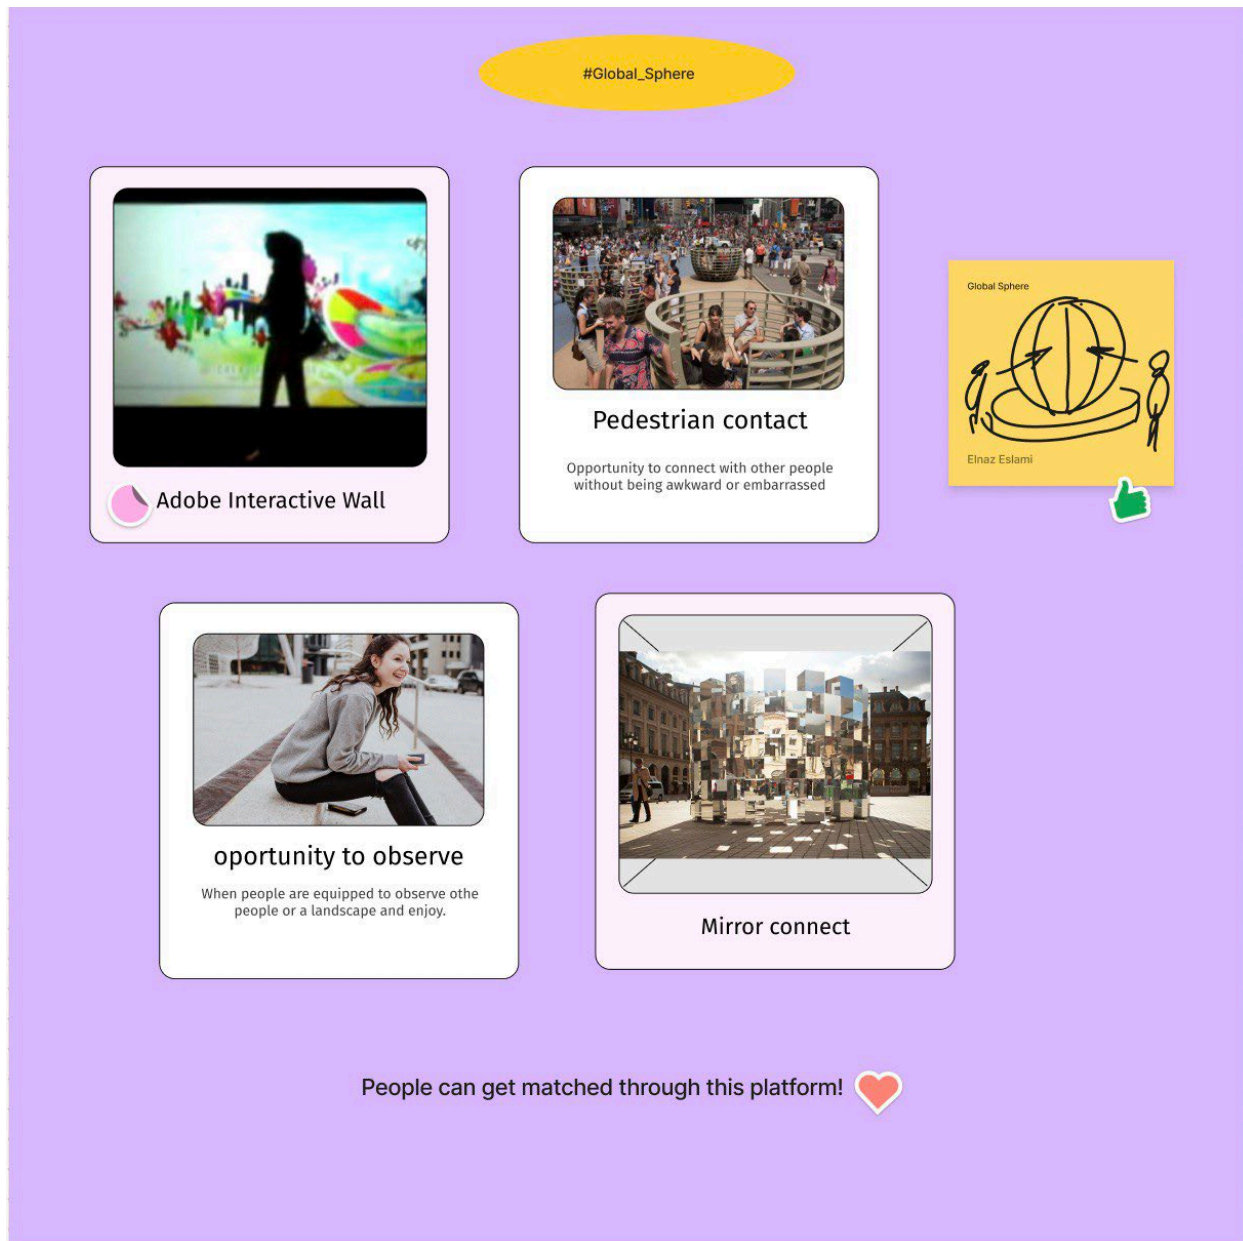 #Global_Sphere
Adobe Interactive Wall
Pedestrian contact
Opportunity to connect with other people
without being awkward or embarrassed
Global Sphere
Elnaz Eslami
oportunity to observe
When people are equipped to observe othe
people or a landscape and enjoy.
Mirror connect
People can get matched through this platform!